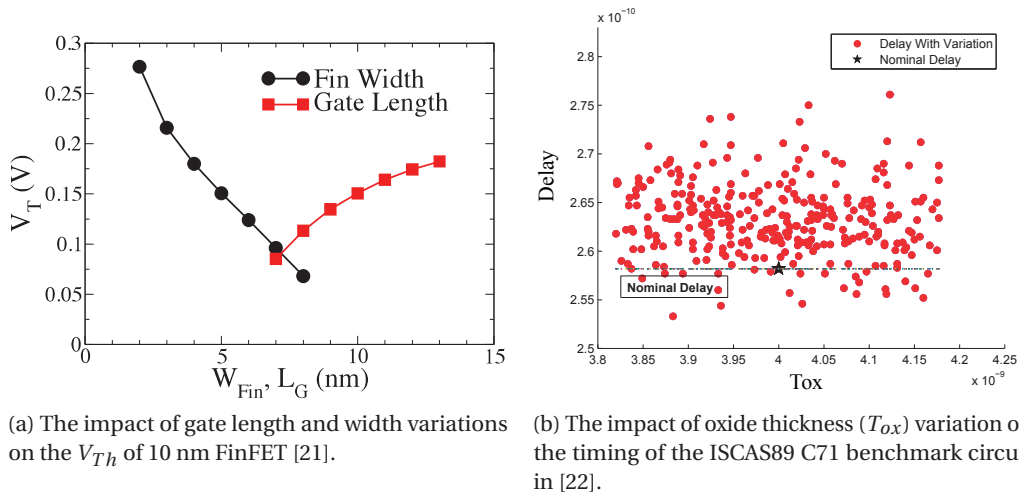 0.3
0.25
0.2
0.15
0.1
0.05
0
V_T (V)
Fin Width
Gate Length
0
5
10
15
W_Fin, L_G (nm)
(a) The impact of gate length and width variations
on the V_Th of 10 nm FinFET [21].
x 10^-10
2.8
2.75
2.7
2.65
2.6
2.55
2.5
Delay
Delay With Variation
Nominal Delay
Nominal Delay
3.8
3.85
3.9
3.95
4
4.05
4.1
4.15
4.2
4.25
x 10^-9
Tox
(b) The impact of oxide thickness (T_ox) variation o
the timing of the ISCAS89 C71 benchmark circu
in [22].